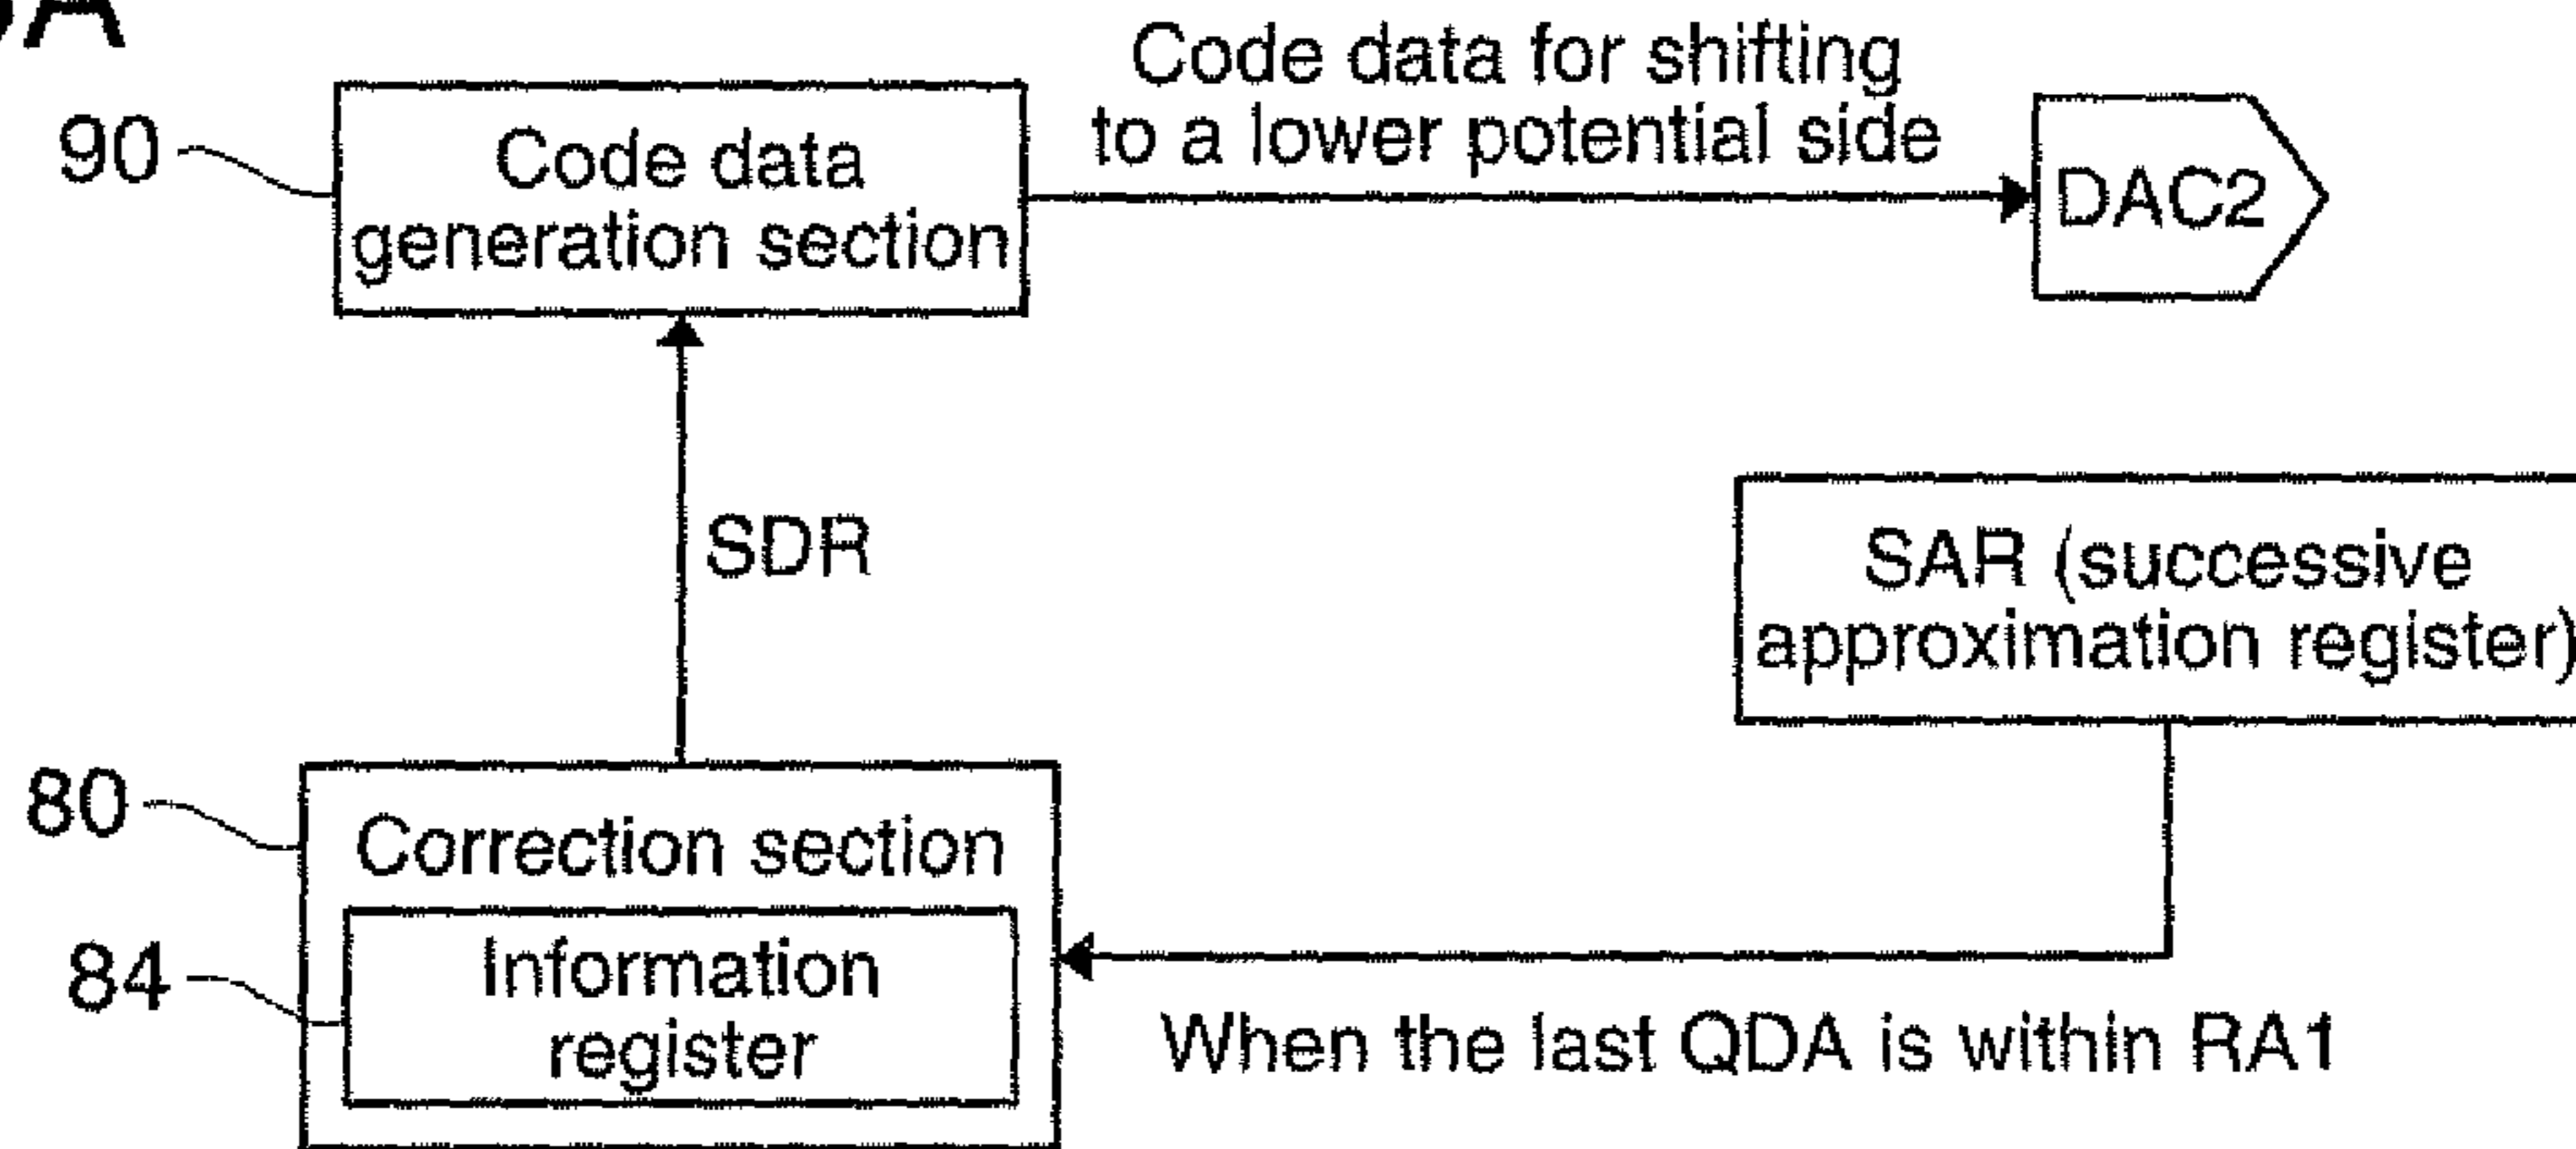 Code data for shifting
to a lower potential side
90
Code data
generation section
DAC2
SDR
SAR (successive
approximation register)
80
Correction section
84
Information
register
When the last QDA is within RA1